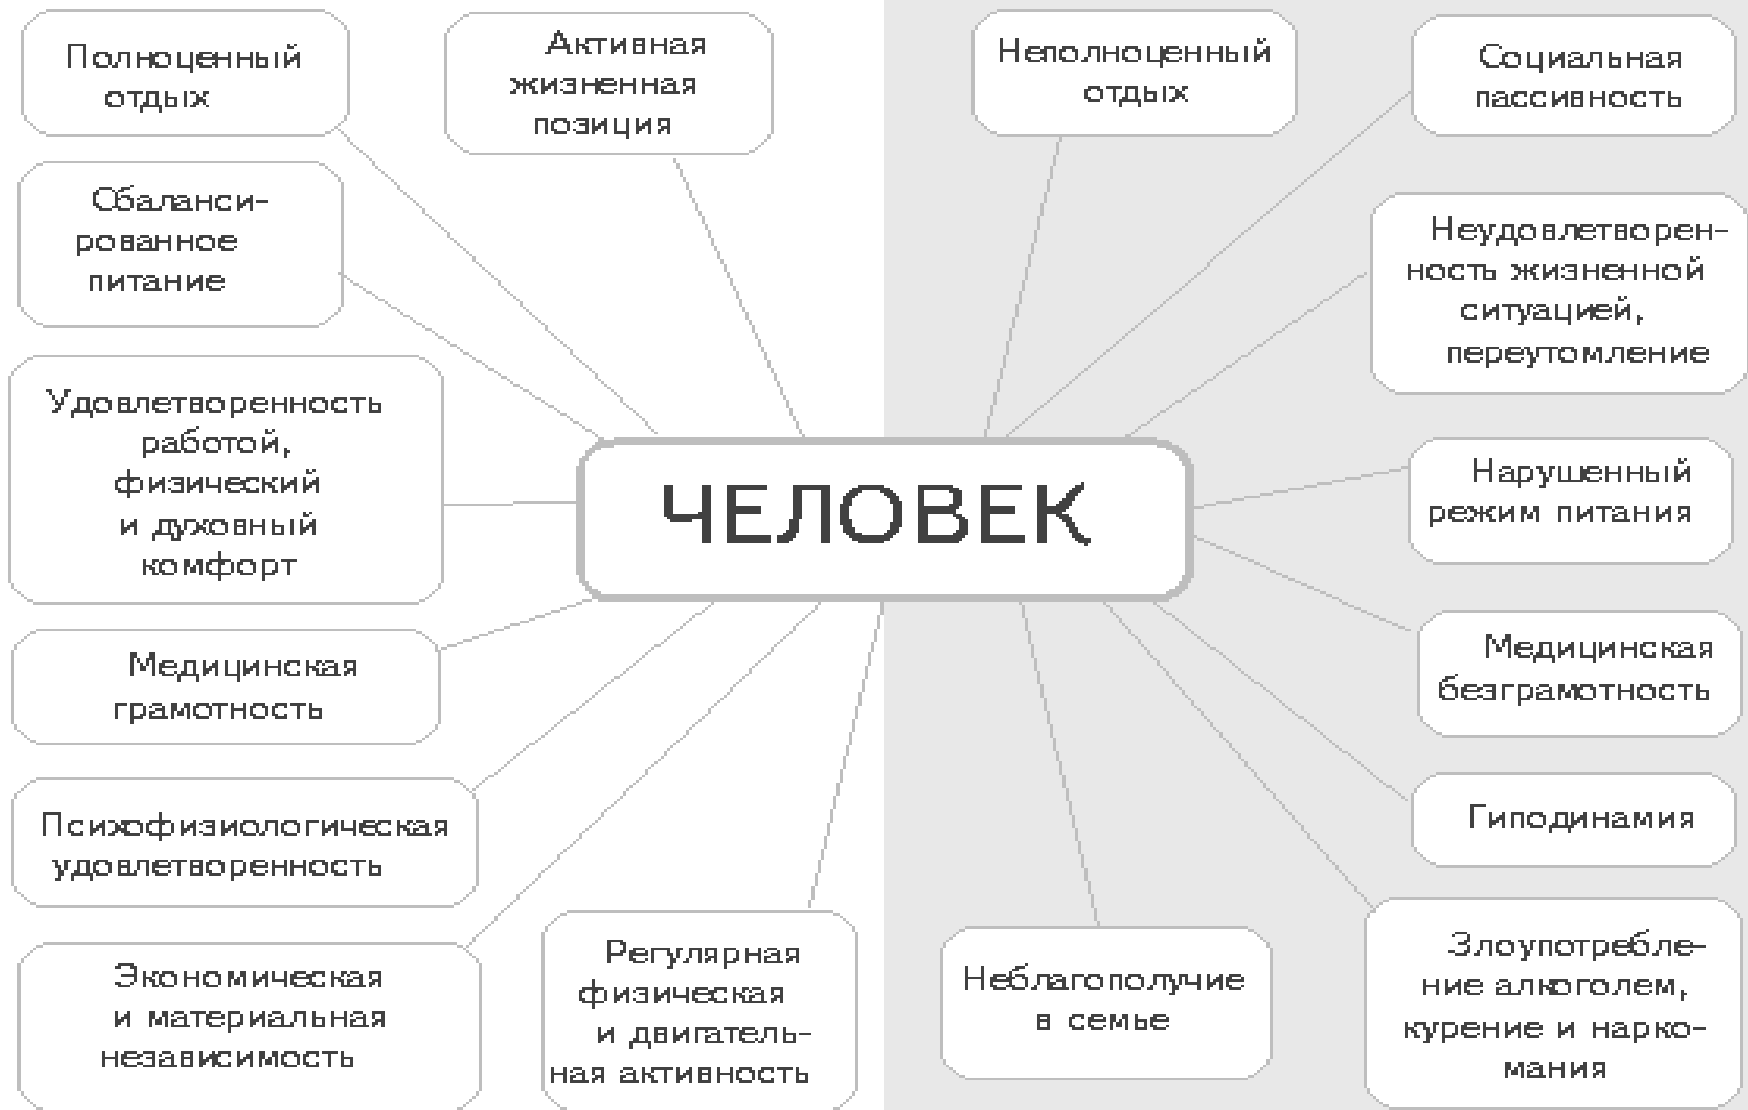 Полноценный
отдых
Активная
жизненная
позиция
Неполноценный
отдых
Социальная
пассивность
Сбаланси-
рованное
питание
Неудовлетворен-
ность жизненной
ситуацией,
переутомление
Удовлетворенность
работой,
физический
и духовный
комфорт
ЧЕЛОВЕК
Нарушенный
режим питания
Медицинская
грамотность
Медицинская
безграмотность
Психофизиологическая
удовлетворенность
Гиподинамия
Экономическая
и материальная
независимость
Регулярная
физическая
и двигатель-
ная активность
Неблагополучие
в семье
Злоупотребле-
ние алкоголем,
курение и нарко-
мания